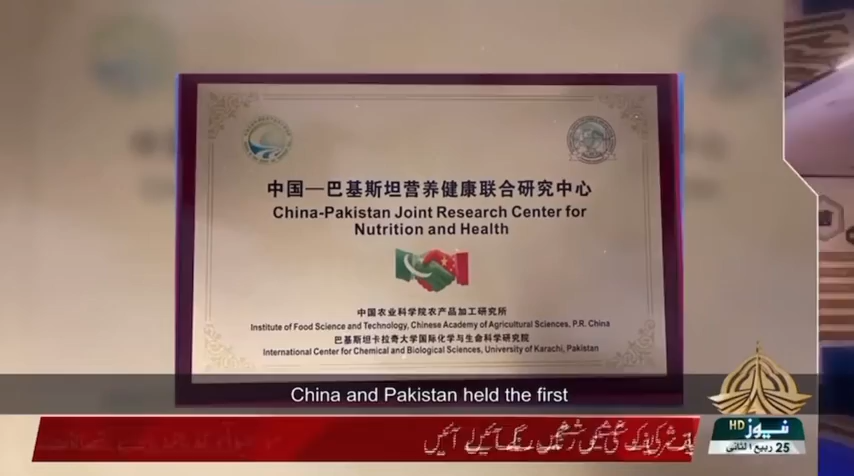 中国—巴基斯坦营养健康联合研究中心
China-Pakistan Joint Research Center for
Nutrition and Health
中国农业科学院农产品加工研究所
Institute of Food Science and Technology, Chinese Academy of Agricultural Sciences, P.R. China
巴基斯坦卡拉奇大学国际化学与生命科学研究院
International Center for Chemical and Biological Sciences, University of Karachi, Pakistan
China and Pakistan held the first
HD نیوز
25 ربیع الثانی